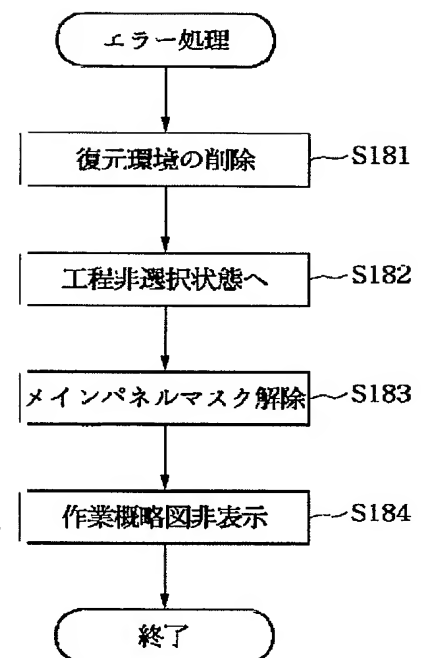 エラー処理
復元環境の削除 S181
工程非選択状態へ S182
メインパネルマスク解除 S183
作業概略図非表示 S184
終了